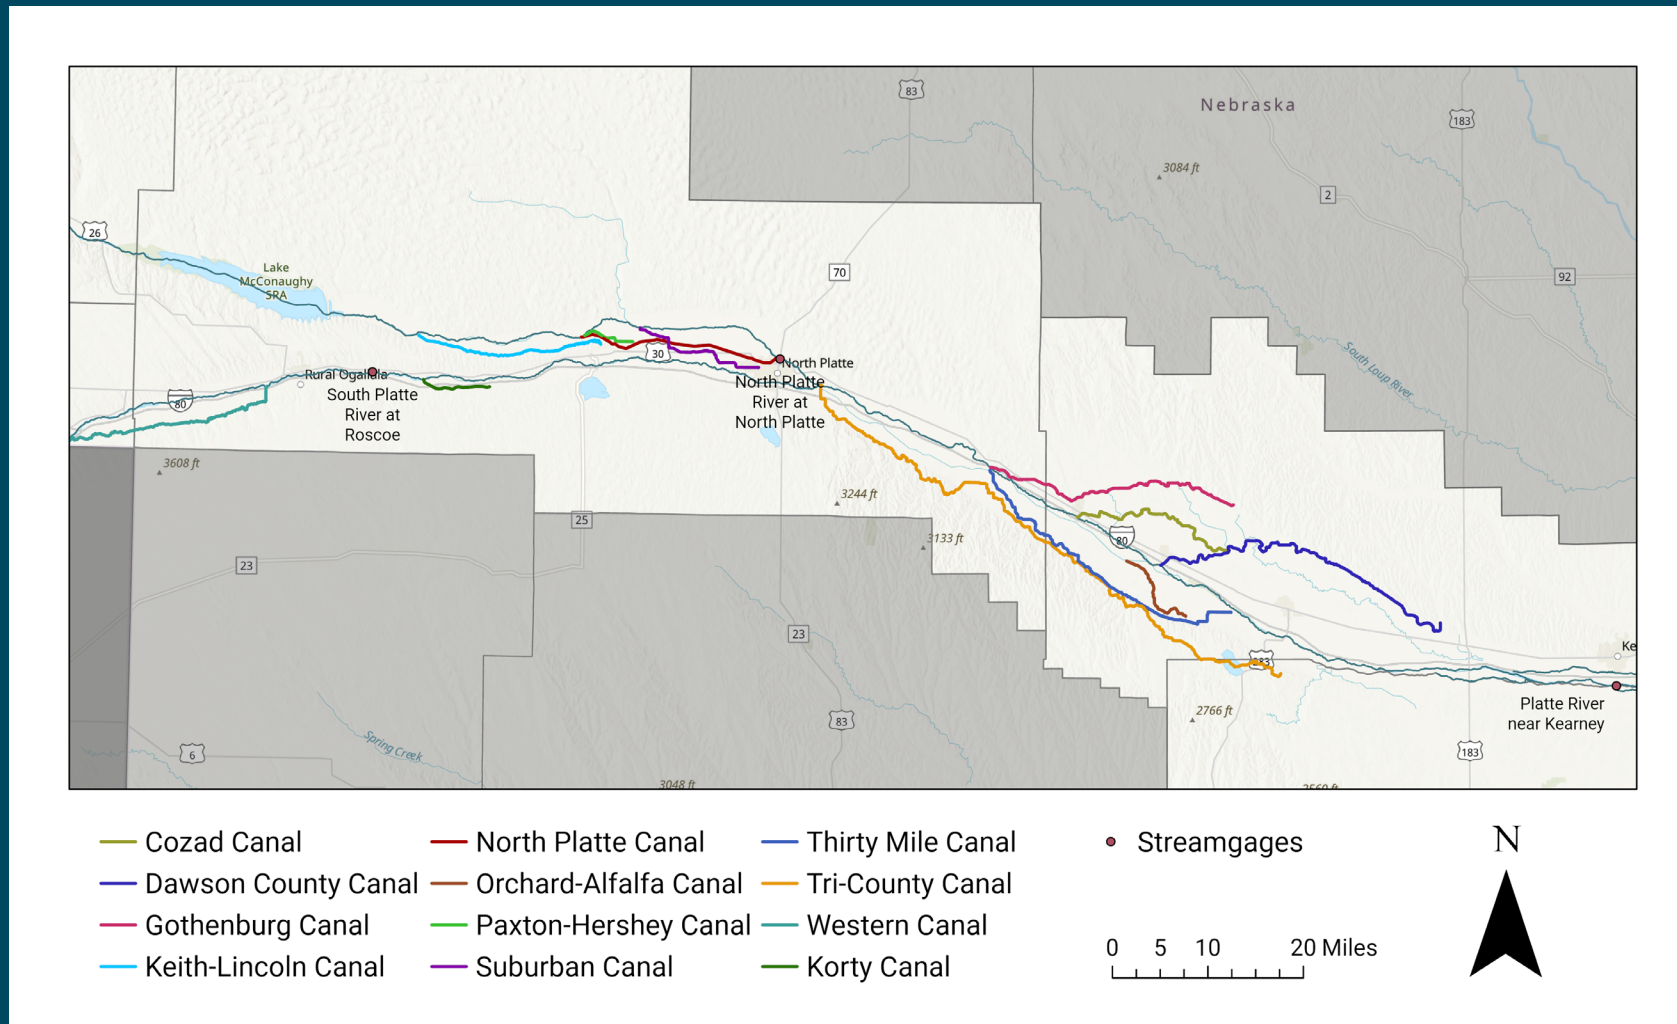 Nebraska
83
183
3084 ft
2
26
Lake
McConaughy
SRA
70
92
30
North Platte
South Loup River
Rural Ogallala
80
South Platte
River at
Roscoe
North Platte
River at
North Platte
3608 ft
3244 ft
25
3133 ft
80
23
23
283
Ke
Platte River
near Kearney
2766 ft
83
Spring Creek
6
183
3048 ft
2560 ft
Cozad Canal
North Platte Canal
Thirty Mile Canal
Streamgages
N
Dawson County Canal
Orchard-Alfalfa Canal
Tri-County Canal
Gothenburg Canal
Paxton-Hershey Canal
Western Canal
0 5 10 20 Miles
Keith-Lincoln Canal
Suburban Canal
Korty Canal